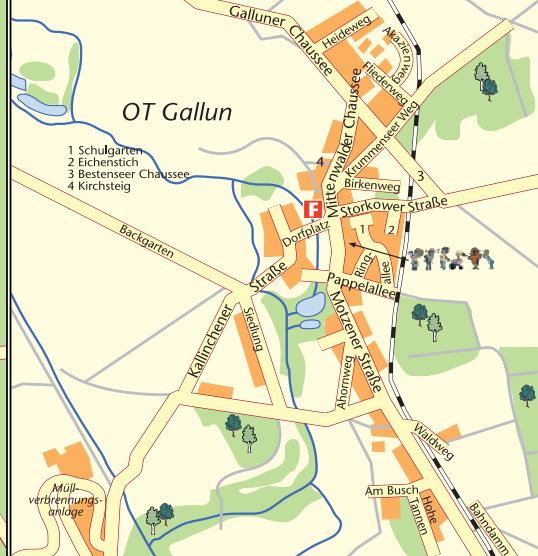 Galluner Chaussee
Heideweg
Akazienweg
Fliederweg
OT Gallun
Mittenwalder Chaussee
Krummenseer Weg
1 Schulgarten
2 Eichenstich
3 Bestenseer Chaussee
4 Kirchsteig
4
3
Birkenweg
F
Storkower Straße
Backgarten
Dorfplatz
1
2
Ring-
allee
Straße
Pappelallee
Kallinchener
Siedlung
Motzener Straße
Ahornweg
Waldweg
Müll-
verbrennungs-
anlage
Am Busch
Hohe
Tannen
Bahndamm